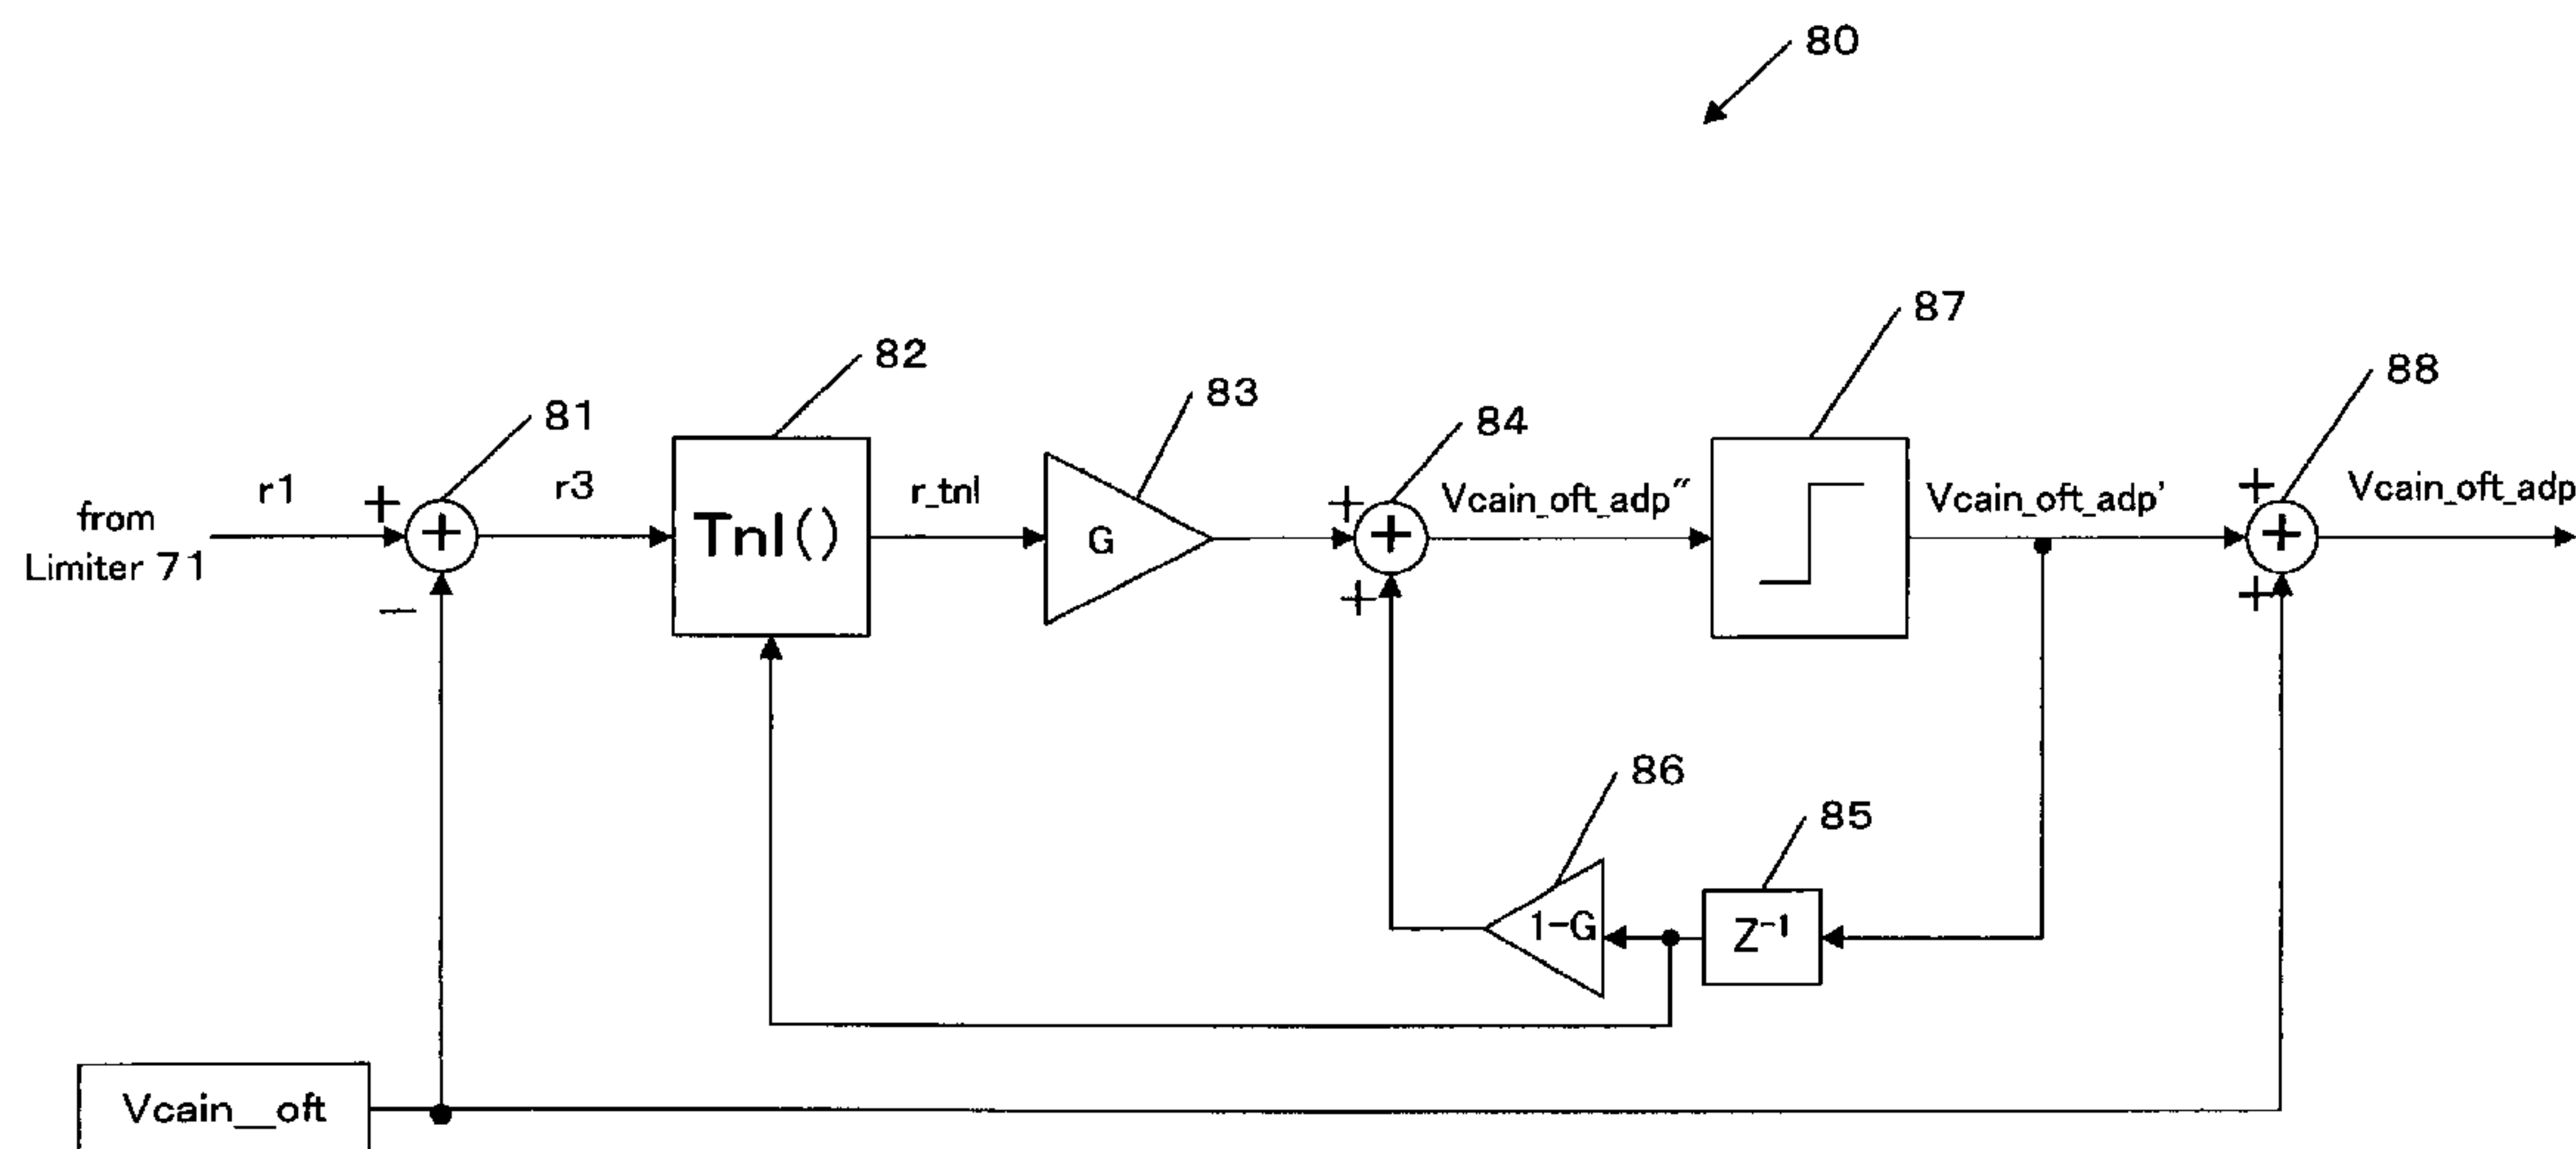 80
87
82
88
83
81
84
r1
+
+
r3
Tnl()
r_tnl
G
+
+
Vcain_oft_adp″
Vcain_oft_adp'
+
+
Vcain_oft_adp
from
Limiter 71
−
+
+
86
85
1-G
Z⁻¹
Vcain__oft